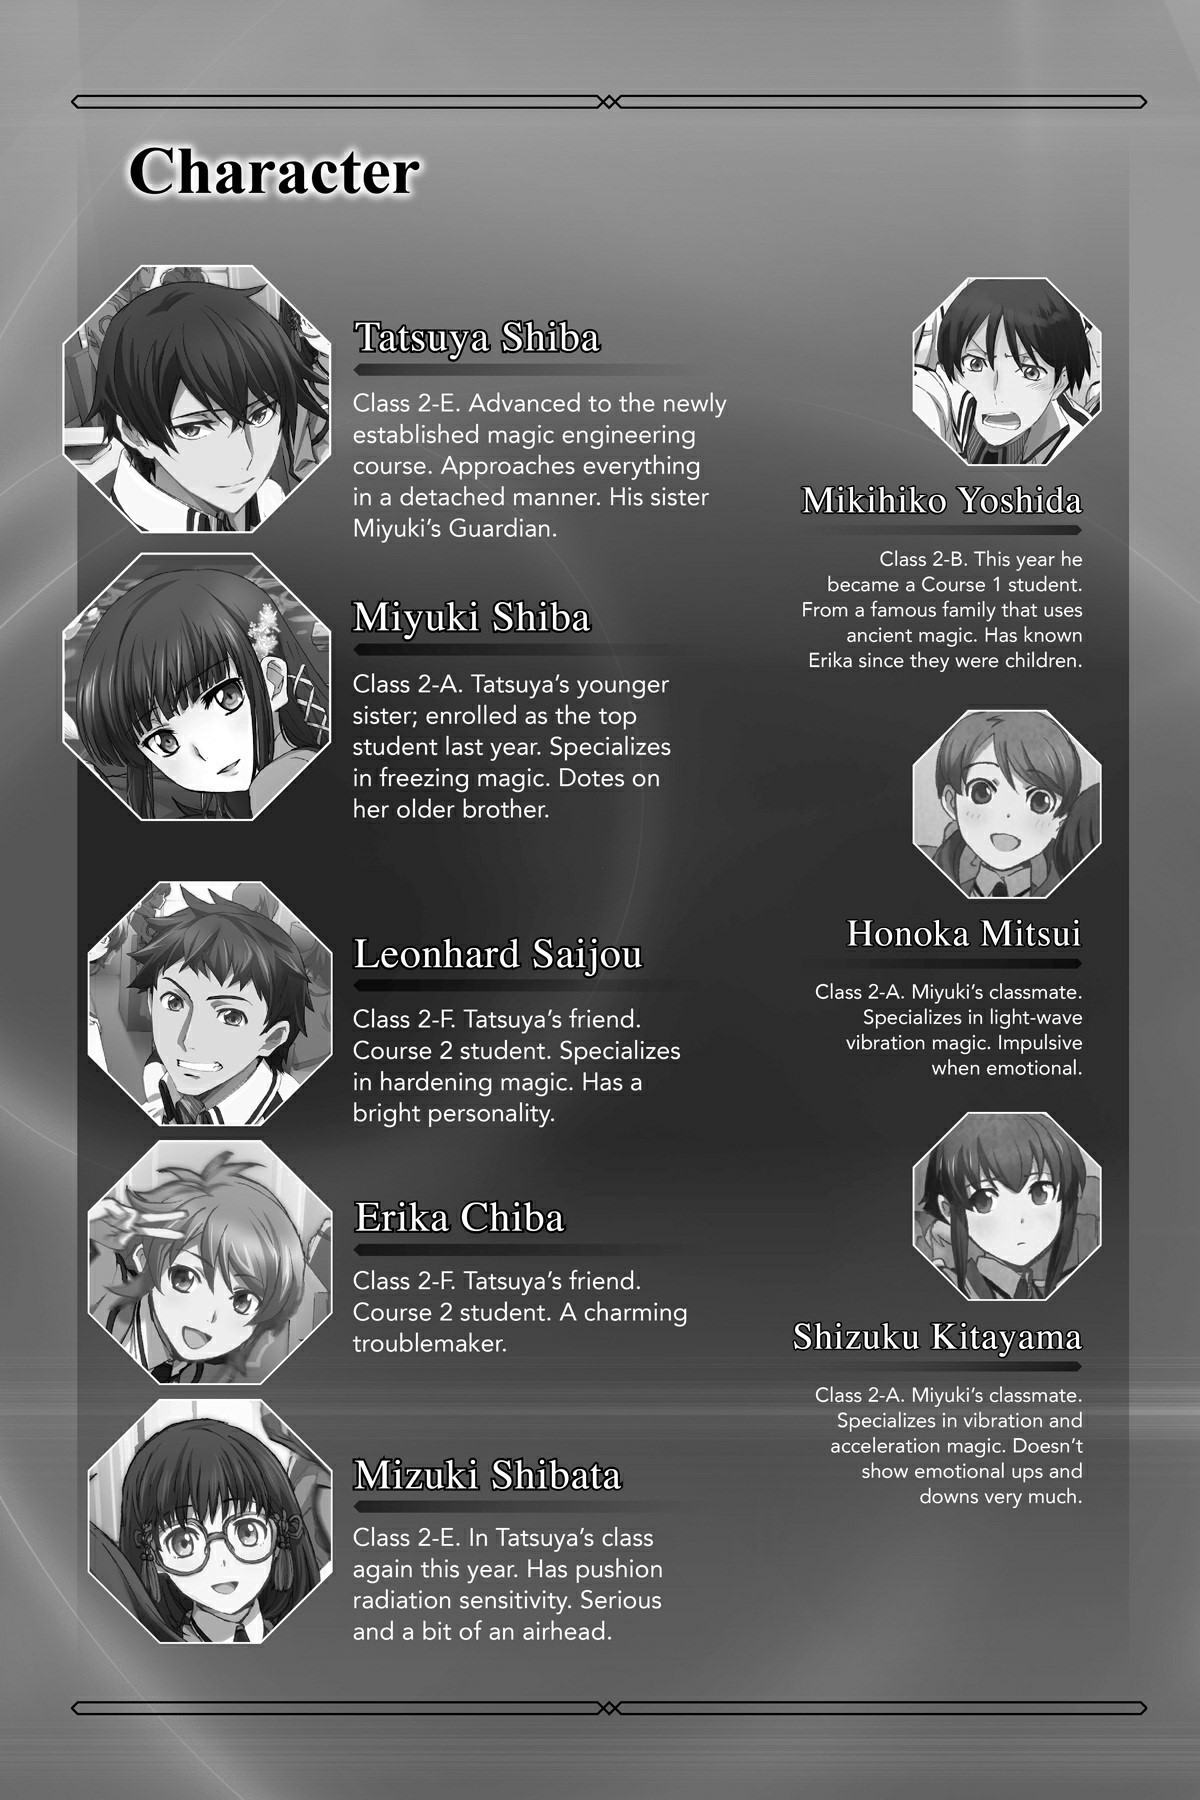 Character
Tatsuya Shiba
Class 2-E. Advanced to the newly
established magic engineering
course. Approaches everything
in a detached manner. His sister
Miyuki’s Guardian.
Miyuki Shiba
Class 2-A. Tatsuya’s younger
sister; enrolled as the top
student last year. Specializes
in freezing magic. Dotes on
her older brother.
Leonhard Saijou
Class 2-F. Tatsuya’s friend.
Course 2 student. Specializes
in hardening magic. Has a
bright personality.
Erika Chiba
Class 2-F. Tatsuya’s friend.
Course 2 student. A charming
troublemaker.
Mizuki Shibata
Class 2-E. In Tatsuya’s class
again this year. Has pushion
radiation sensitivity. Serious
and a bit of an airhead.
Mikihiko Yoshida
Class 2-B. This year he
became a Course 1 student.
From a famous family that uses
ancient magic. Has known
Erika since they were children.
Honoka Mitsui
Class 2-A. Miyuki’s classmate.
Specializes in light-wave
vibration magic. Impulsive
when emotional.
Shizuku Kitayama
Class 2-A. Miyuki’s classmate.
Specializes in vibration and
acceleration magic. Doesn’t
show emotional ups and
downs very much.